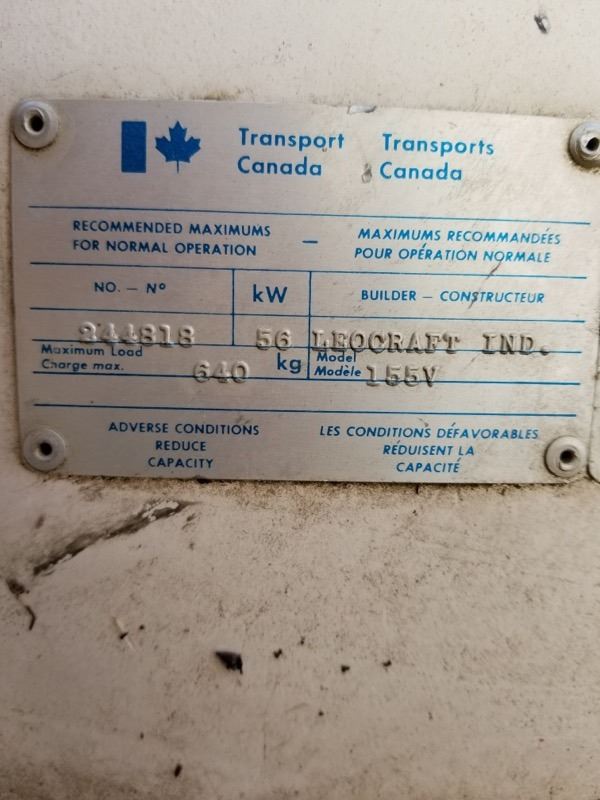 Transport Canada Transports Canada
RECOMMENDED MAXIMUMS FOR NORMAL OPERATION — MAXIMUMS RECOMMANDÉES POUR OPÉRATION NORMALE
NO. – Nº kW BUILDER – CONSTRUCTEUR
244818 56 LEOCRAFT IND.
Maximum Load Charge max. 640 kg Model Modèle 155V
ADVERSE CONDITIONS REDUCE CAPACITY
LES CONDITIONS DÉFAVORABLES RÉDUISENT LA CAPACITÉ